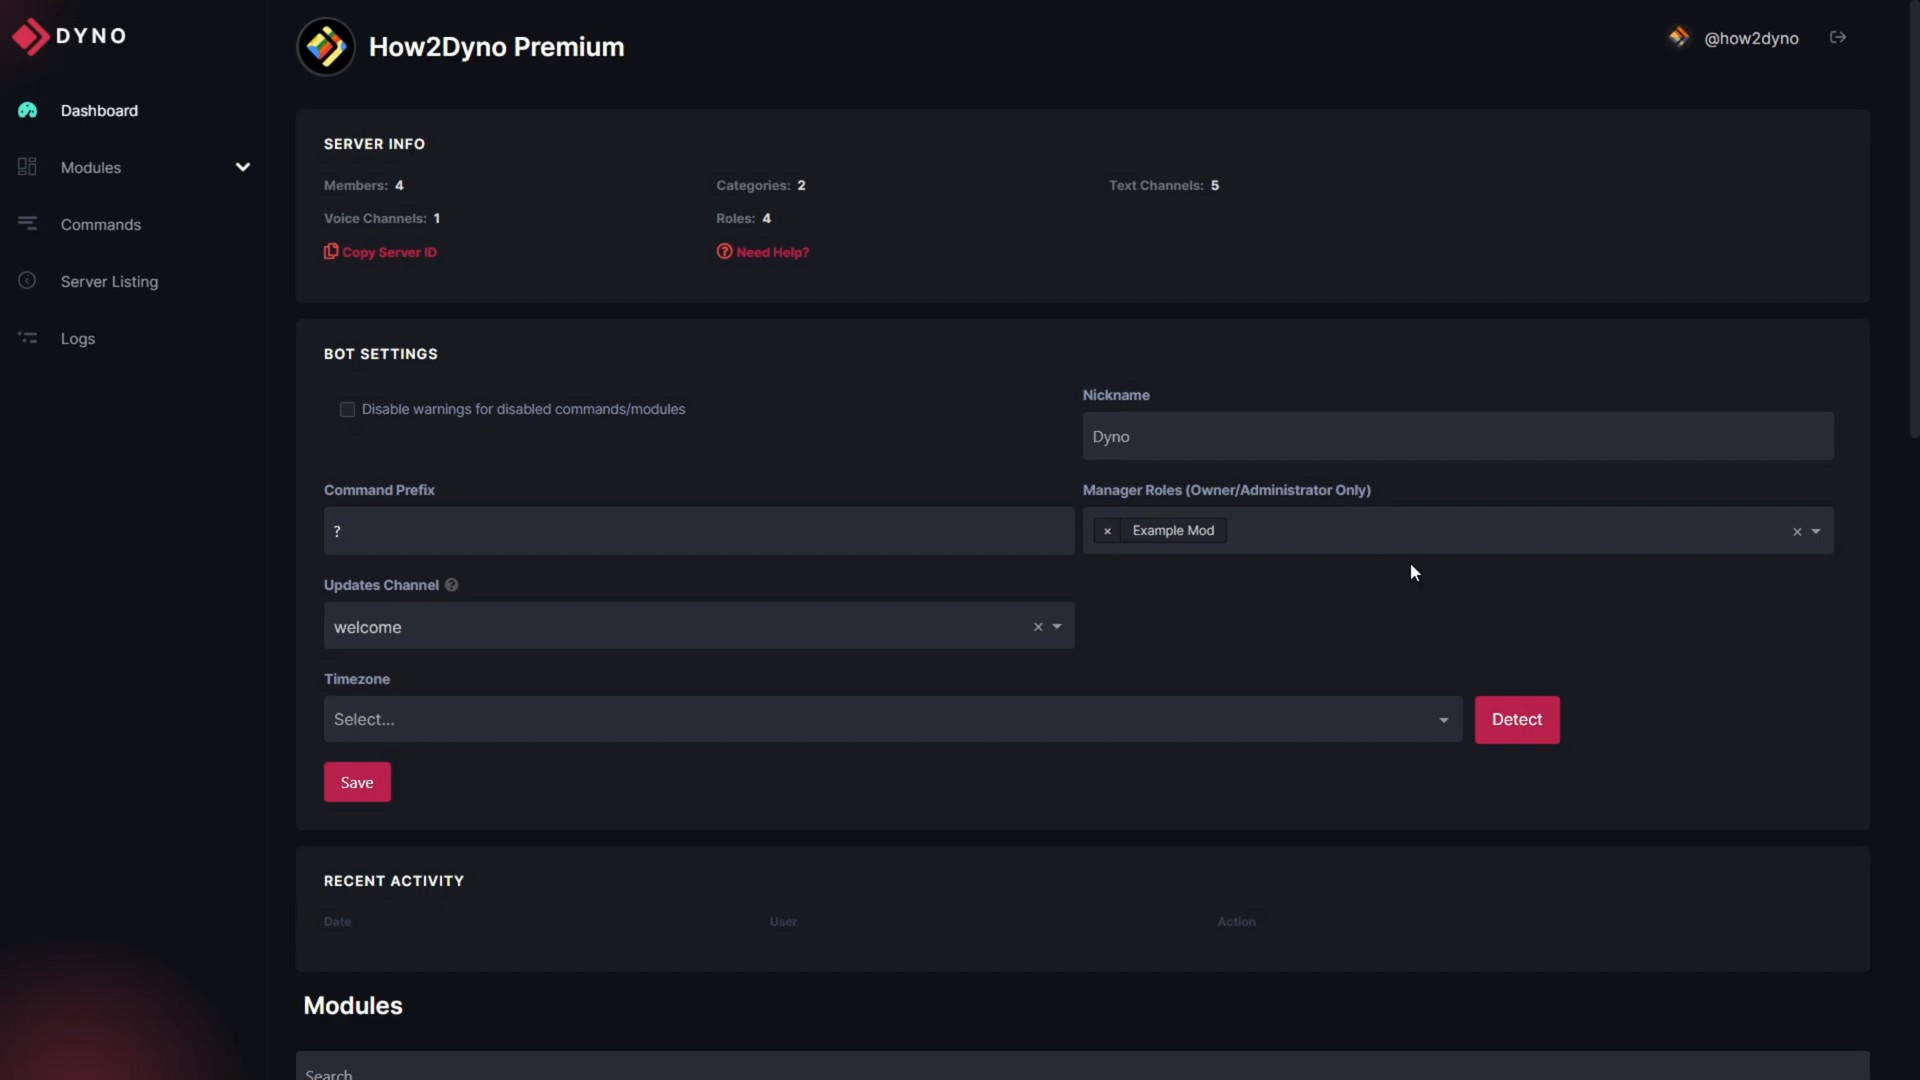 DYNO
How2Dyno Premium
@how2dyno
Dashboard
Modules
Commands
Server Listing
Logs
SERVER INFO
Members: 4
Categories: 2
Text Channels: 5
Voice Channels: 1
Roles: 4
Copy Server ID
Need Help?
BOT SETTINGS
Disable warnings for disabled commands/modules
Nickname
Dyno
Command Prefix
?
Manager Roles (Owner/Administrator Only)
× Example Mod
Updates Channel
welcome
Timezone
Select...
Detect
Save
RECENT ACTIVITY
Date User Action
Modules
Search